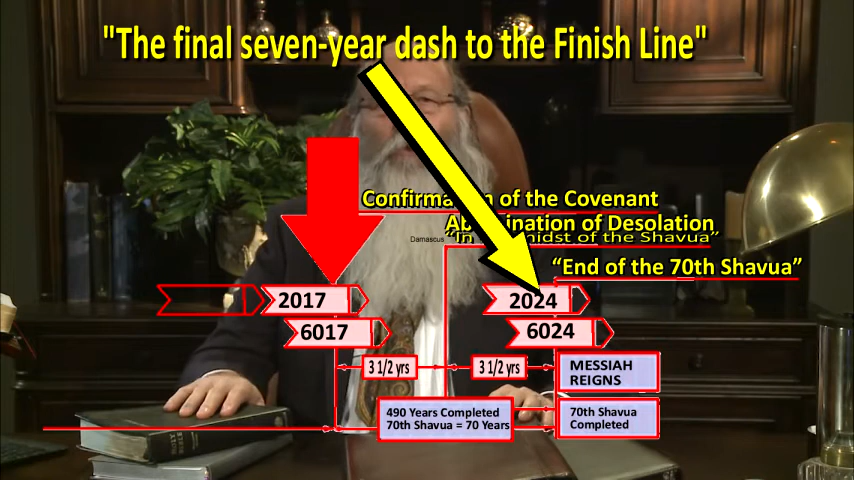 "The final seven-year dash to the Finish Line"
Confirma n of the Covenant
Ab ination of Desolation
Damascus "In midst of the Shavua"
"End of the 70th Shavua"
2017 2024
6017 6024
3 1/2 yrs 3 1/2 yrs MESSIAH
REIGNS
490 Years Completed
70th Shavua = 70 Years
70th Shavua
Completed